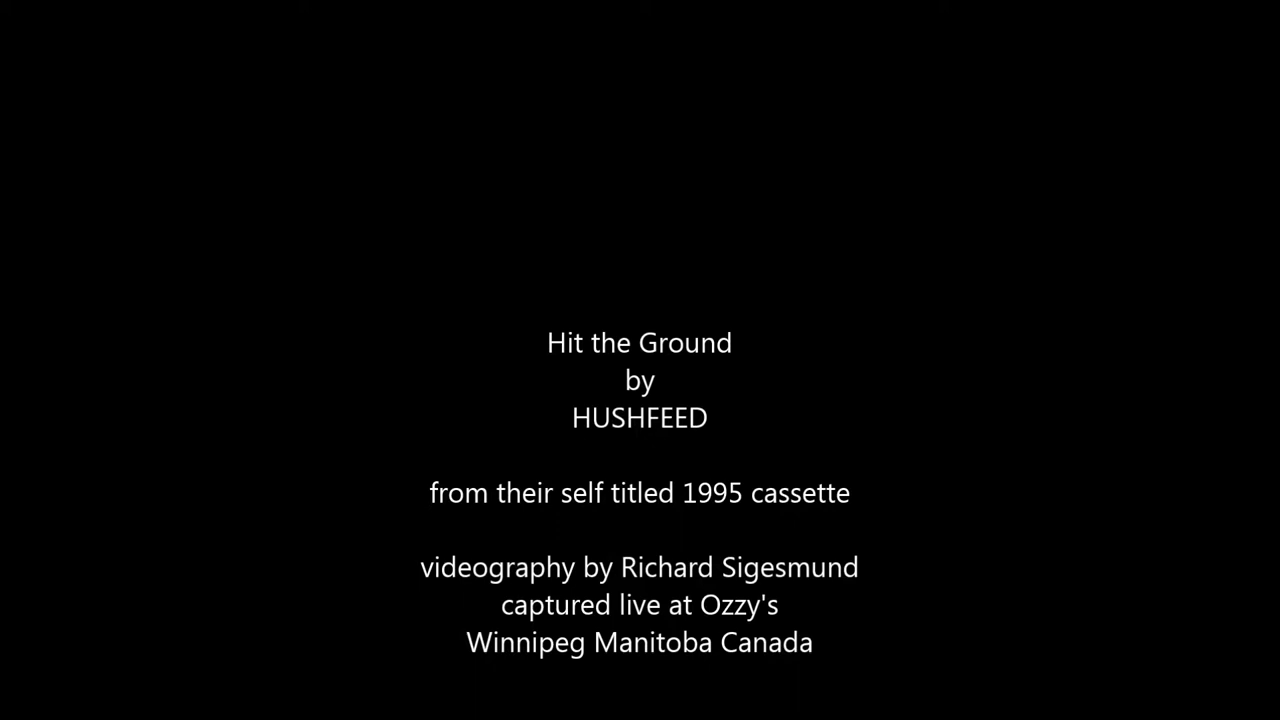 Hit the Ground
by
HUSHFEED
from their self titled 1995 cassette
videography by Richard Sigesmund
captured live at Ozzy's
Winnipeg Manitoba Canada